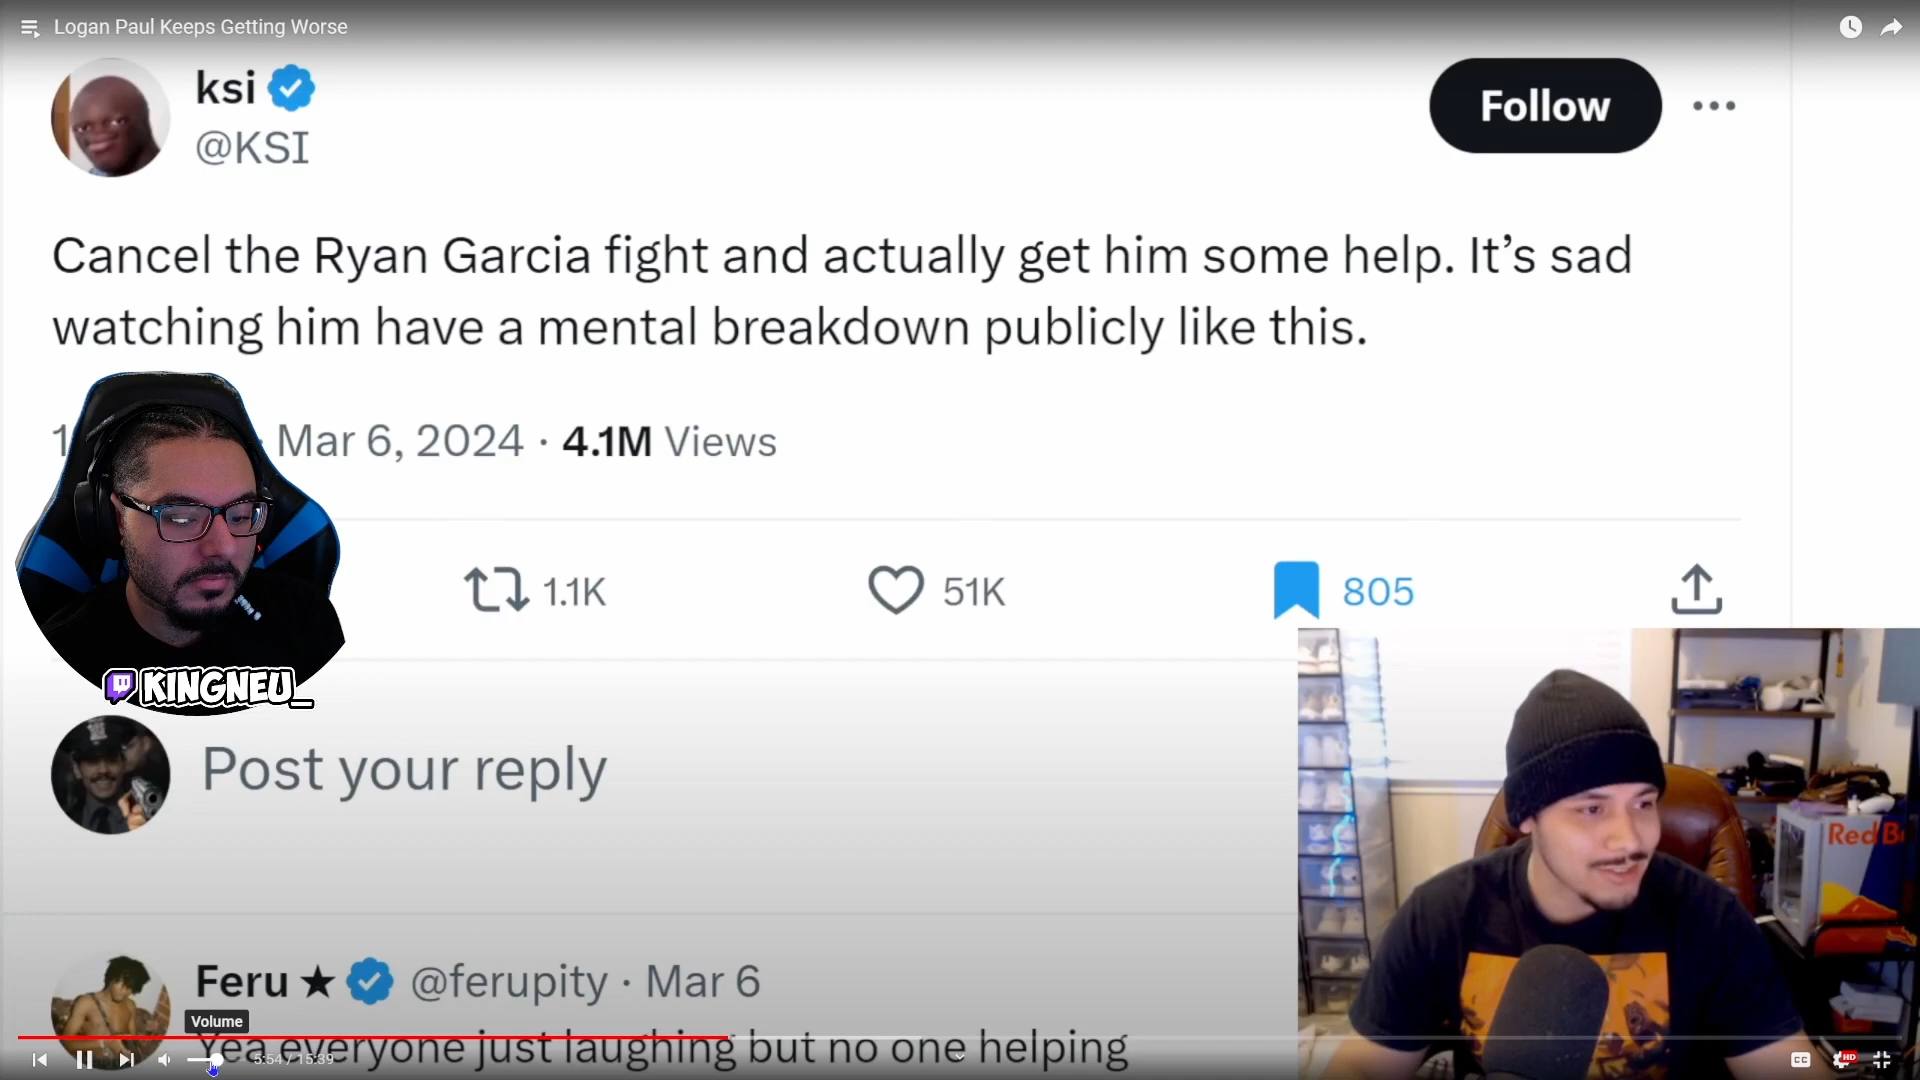 Logan Paul Keeps Getting Worse
ksi
@KSI
Follow
Cancel the Ryan Garcia fight and actually get him some help. It’s sad
watching him have a mental breakdown publicly like this.
Mar 6, 2024 · 4.1M Views
1.1K 51K 805
KINGNEU_
Post your reply
Red B
Feru ★ @ferupity · Mar 6
Volume
Yea everyone just laughing but no one helping
5:54 / 15:39
CC HD